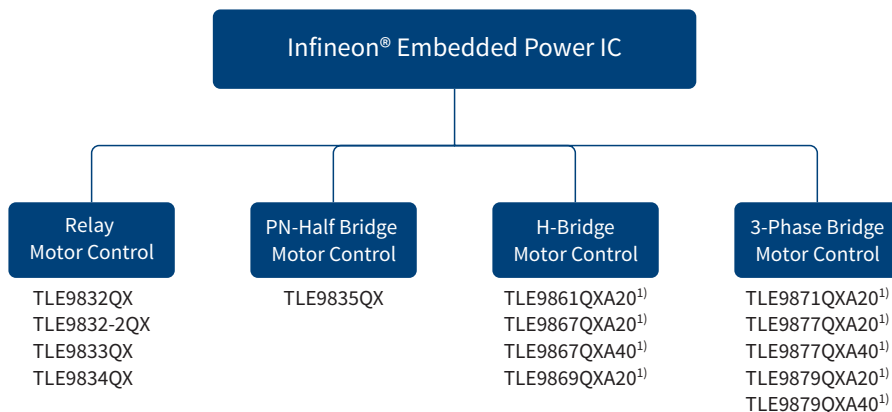 Infineon® Embedded Power IC
Relay
Motor Control
PN-Half Bridge
Motor Control
H-Bridge
Motor Control
3-Phase Bridge
Motor Control
TLE9832QX
TLE9832-2QX
TLE9833QX
TLE9834QX
TLE9835QX
TLE9861QXA20¹⁾
TLE9867QXA20¹⁾
TLE9867QXA40¹⁾
TLE9869QXA20¹⁾
TLE9871QXA20¹⁾
TLE9877QXA20¹⁾
TLE9877QXA40¹⁾
TLE9879QXA20¹⁾
TLE9879QXA40¹⁾